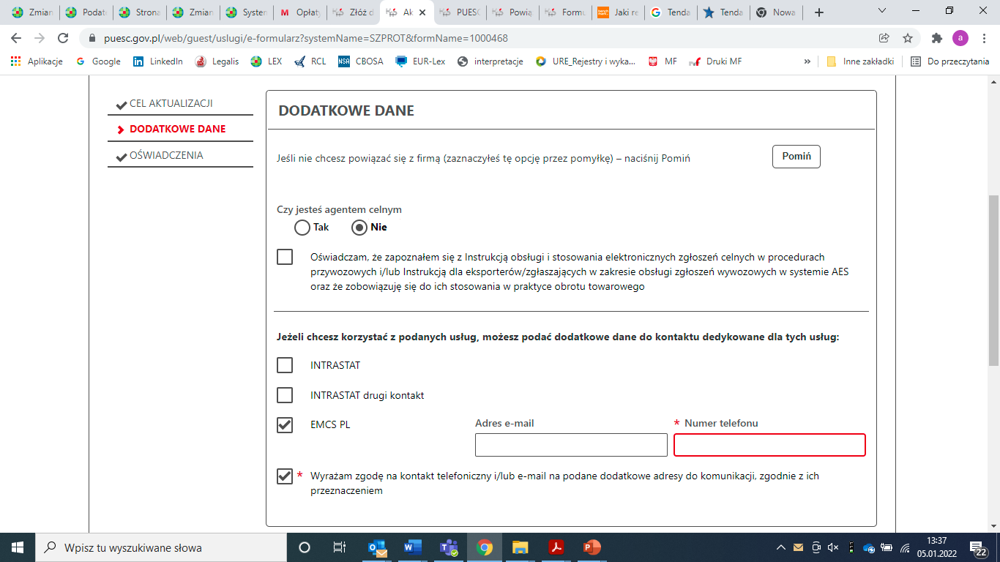 Zmian
Podat
Strona
Zmian
System
Opłaty
Złóż d
Ak
PUESC
Powią
Formu
Jaki re
Tenda
Tenda
Nowa
puesc.gov.pl/web/guest/uslugi/e-formularz?systemName=SZPROT&formName=1000468
a
Aplikacje
Google
LinkedIn
Legalis
LEX
RCL
NSA CBOSA
EUR-Lex
interpretacje
URE_Rejestry i wyka...
MF
Druki MF
»
Inne zakładki
Do przeczytania
CEL AKTUALIZACJI
DODATKOWE DANE
OŚWIADCZENIA
DODATKOWE DANE
Jeśli nie chcesz powiązać się z firmą (zaznaczyłeś tę opcję przez pomyłkę) – naciśnij Pomiń
Pomiń
Czy jesteś agentem celnym
Tak
Nie
Oświadczam, że zapoznałem się z Instrukcją obsługi i stosowania elektronicznych zgłoszeń celnych w procedurach
przywozowych i/lub Instrukcją dla eksporterów/zgłaszających w zakresie obsługi zgłoszeń wywozowych w systemie AES
oraz że zobowiązuję się do ich stosowania w praktyce obrotu towarowego
Jeżeli chcesz korzystać z podanych usług, możesz podać dodatkowe dane do kontaktu dedykowane dla tych usług:
INTRASTAT
INTRASTAT drugi kontakt
EMCS PL
Adres e-mail
* Numer telefonu
* Wyrażam zgodę na kontakt telefoniczny i/lub e-mail na podane dodatkowe adresy do komunikacji, zgodnie z ich
przeznaczeniem
Wpisz tu wyszukiwane słowa
13:37
05.01.2022
22